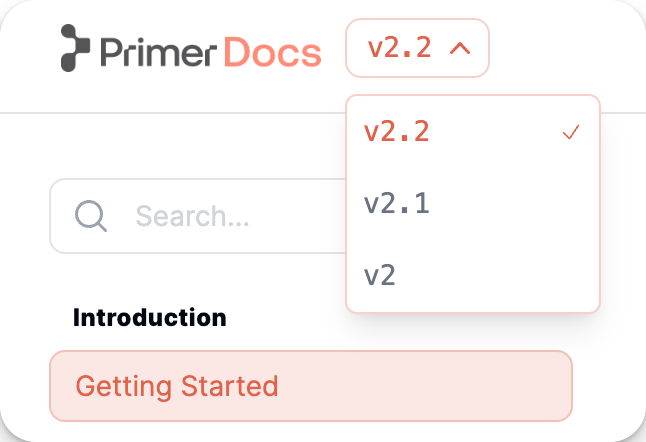 Primer Docs v2.2
v2.2
v2.1
v2
Search...
Introduction
Getting Started